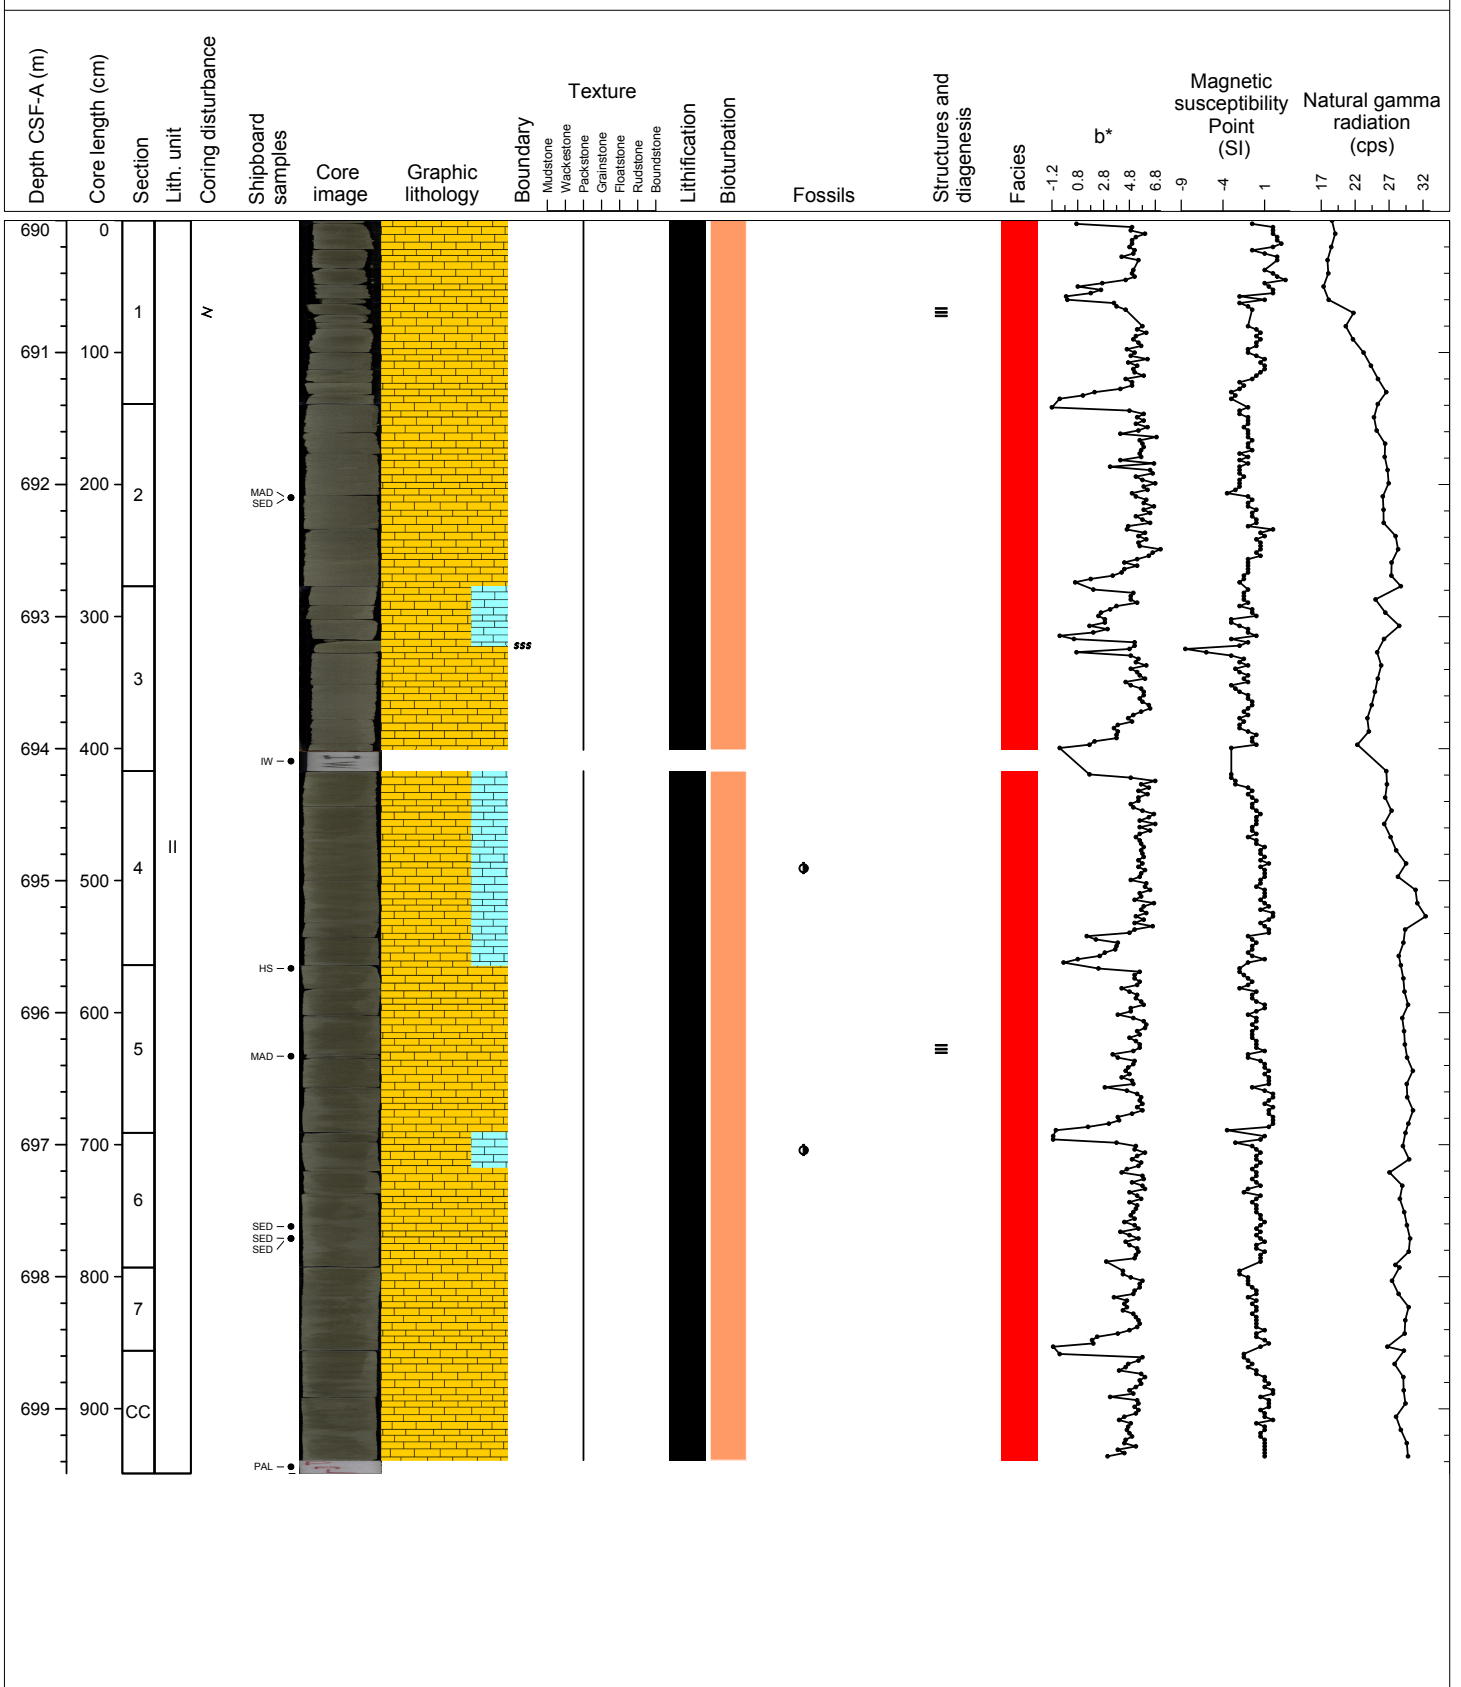 Depth CSF-A (m)
Core length (cm)
Section
Lith. unit
Coring disturbance
Shipboard
samples
Core
image
Graphic
lithology
Boundary
Texture
Mudstone
Wackestone
Packstone
Grainstone
Floatstone
Rudstone
Boundstone
Lithification
Bioturbation
Fossils
Structures and
diagenesis
Facies
b*
-1.2 0.8 2.8 4.8 6.8
Magnetic
susceptibility
Point
(SI)
-9 -4 1
Natural gamma
radiation
(cps)
17 22 27 32
690 0
1
691 100
692 200
2
MAD
SED
693 300
sss
3
694 400
IW
II
4
695 500
HS
696 600
5
MAD
697 700
6
SED
SED
SED
698 800
7
699 900
CC
PAL